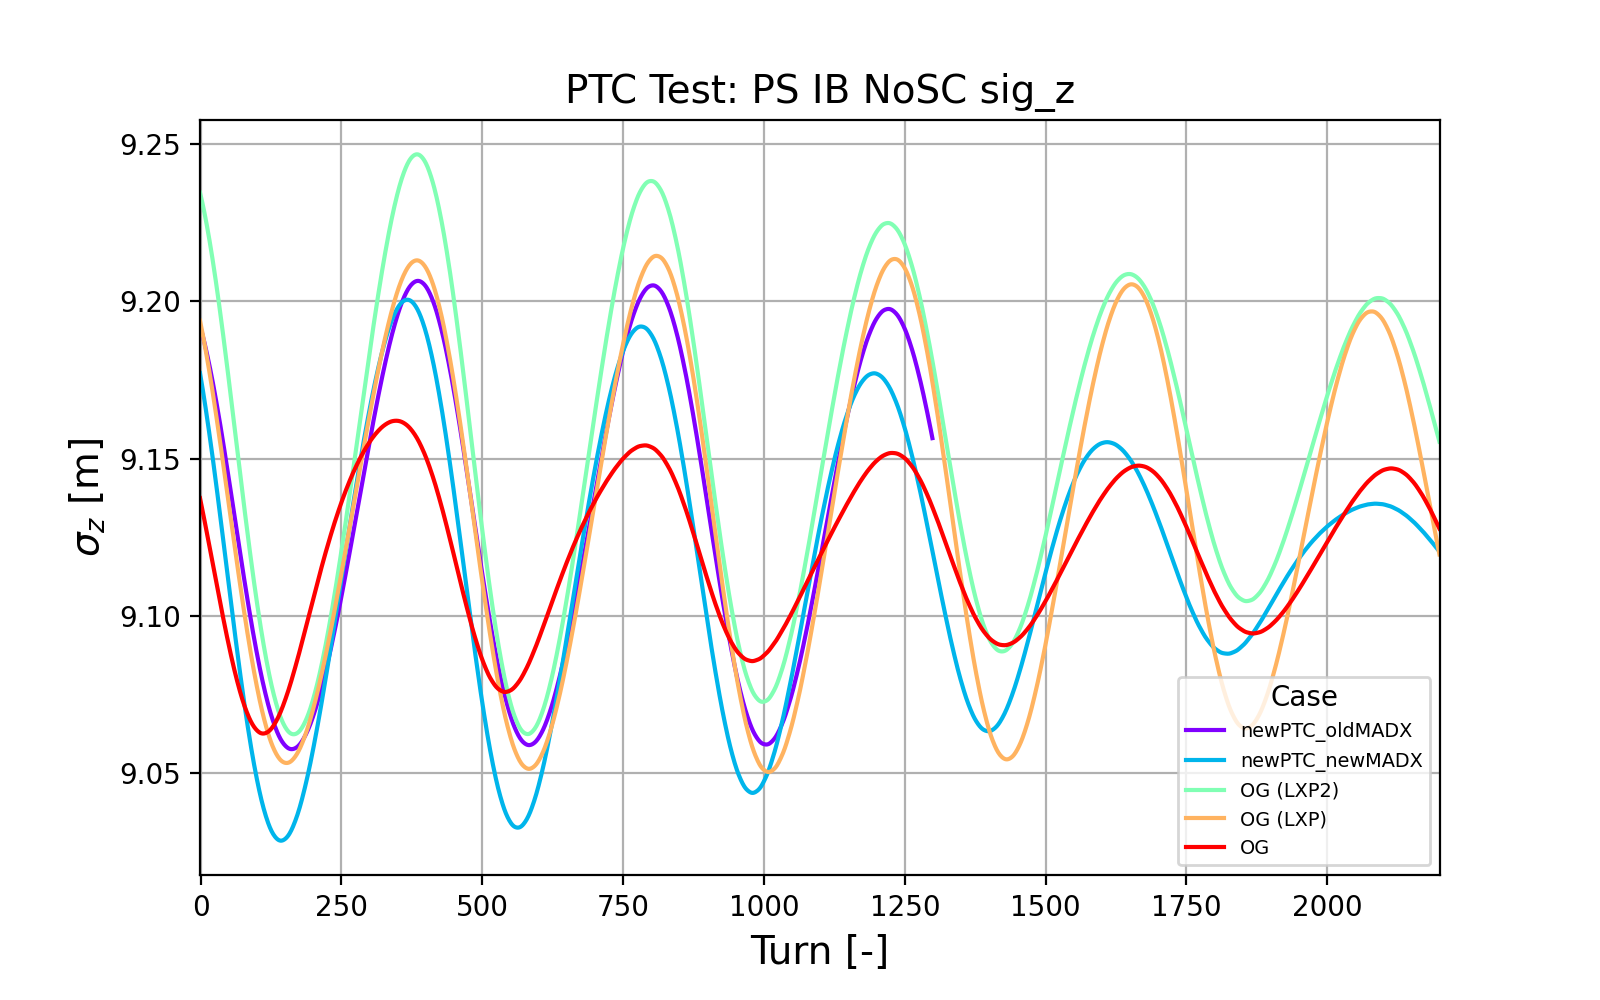 PTC Test: PS IB NoSC sig_z
9.25
9.20
9.15
9.10
9.05
σz [m]
0 250 500 750 1000 1250 1500 1750 2000
Turn [-]
Case
newPTC_oldMADX
newPTC_newMADX
OG (LXP2)
OG (LXP)
OG